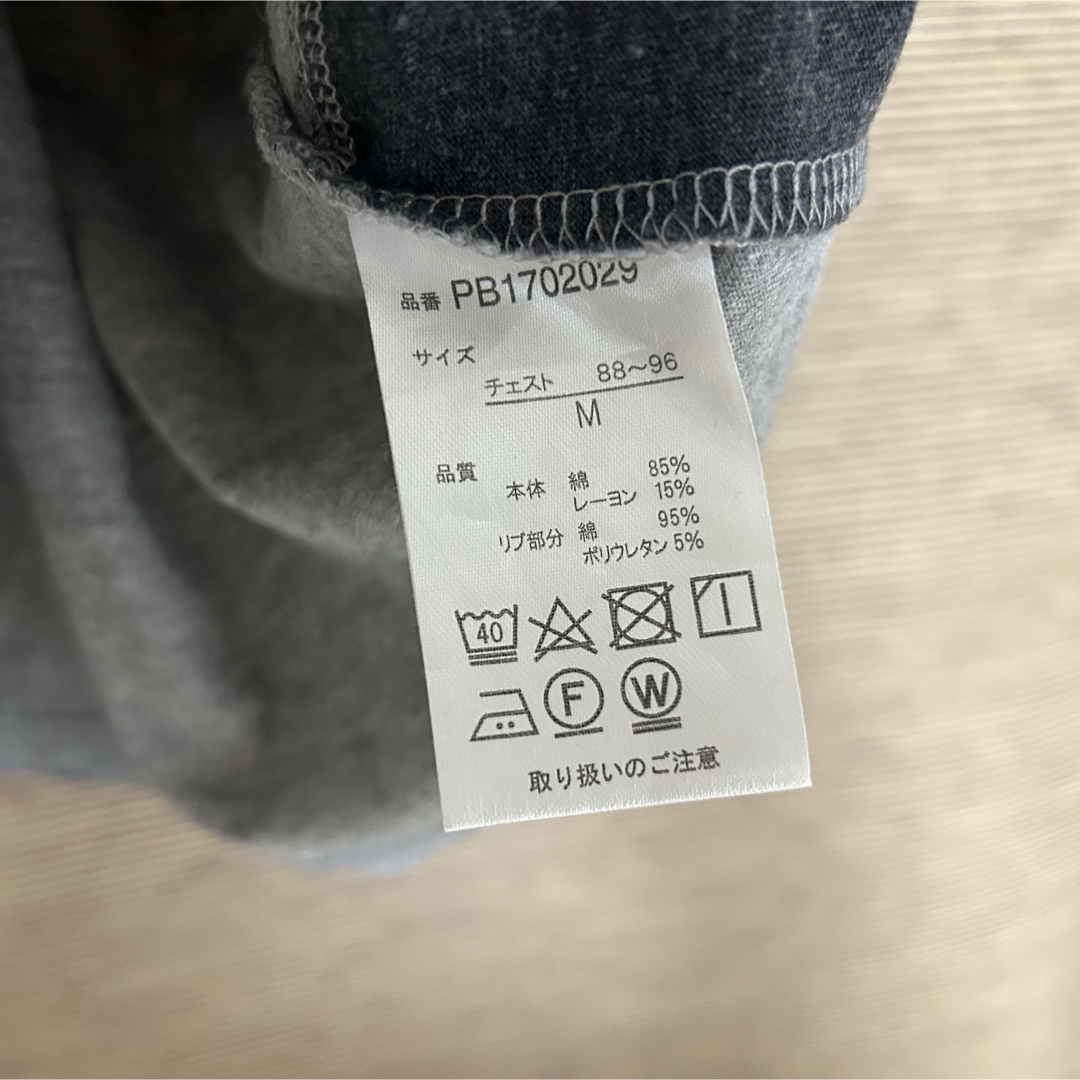 品番 PB1702029
サイズ
チェスト 88～96
M
品質
本体 綿 85%
レーヨン 15%
リブ部分 綿 95%
ポリウレタン 5%
40
F W
取り扱いのご注意